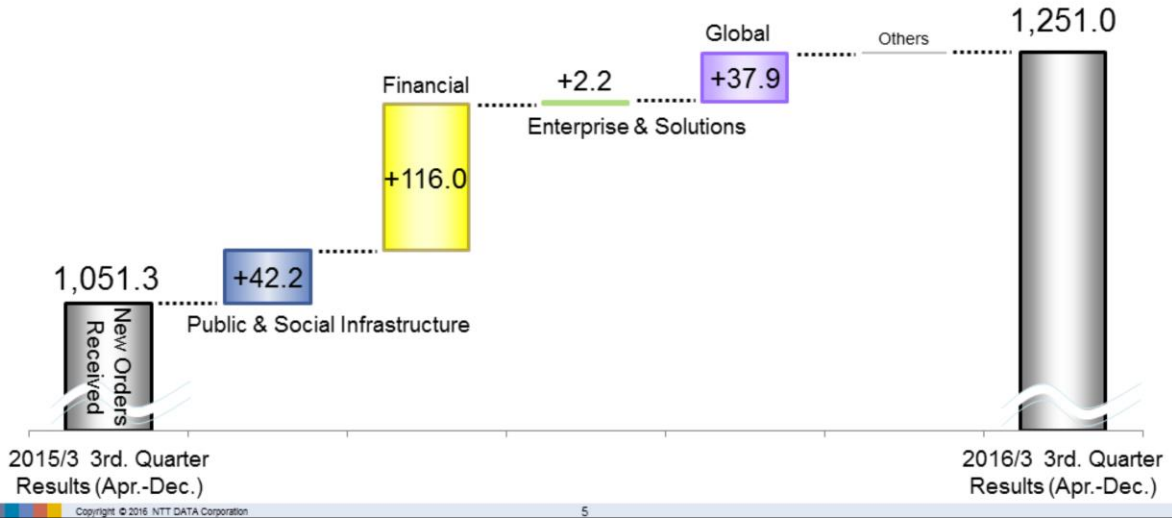 1,251.0
Global
Others
Financial
+2.2
+37.9
Enterprise & Solutions
+116.0
1,051.3
+42.2
New Orders
Received
Public & Social Infrastructure
2015/3 3rd. Quarter
Results (Apr.-Dec.)
2016/3 3rd. Quarter
Results (Apr.-Dec.)
Copyright © 2016 NTT DATA Corporation
5